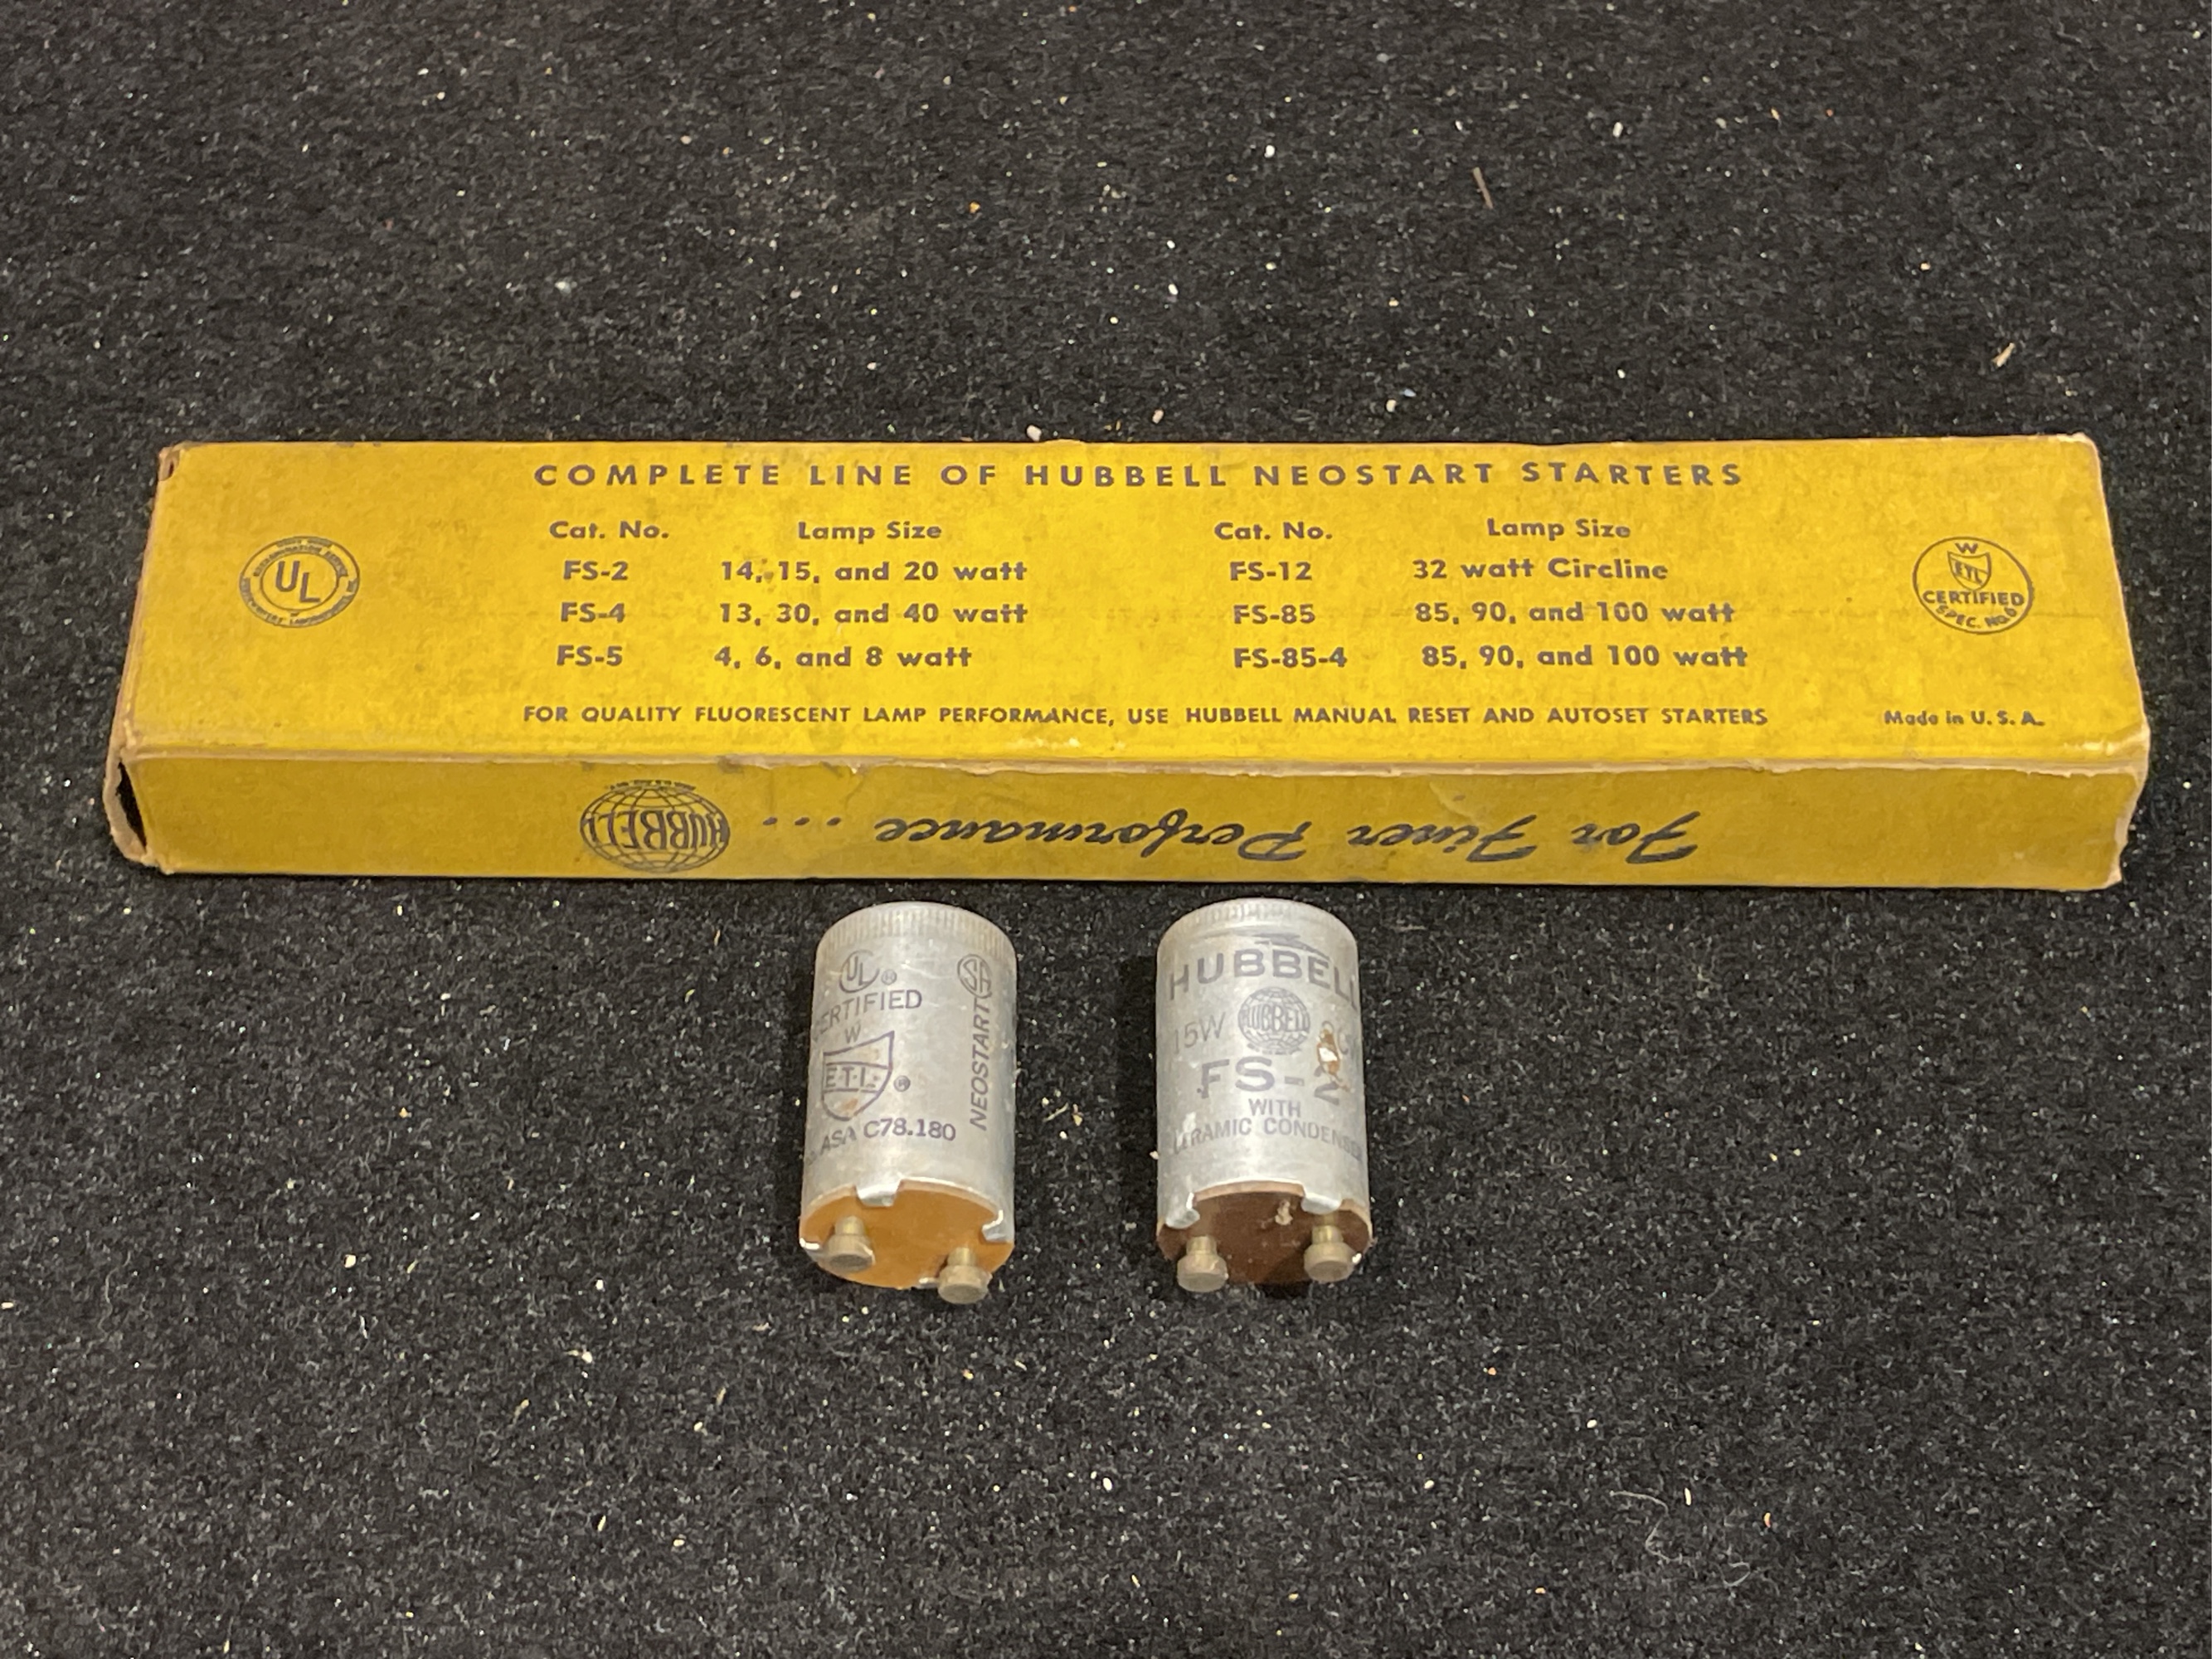 COMPLETE LINE OF HUBBELL NEOSTART STARTERS
Cat. No. Lamp Size Cat. No. Lamp Size
FS-2 14, 15, and 20 watt FS-12 32 watt Circline
FS-4 13, 30, and 40 watt FS-85 85, 90, and 100 watt
FS-5 4, 6, and 8 watt FS-85-4 85, 90, and 100 watt
UL
W
ETL
CERTIFIED
SPEC. NO. 6
FOR QUALITY FLUORESCENT LAMP PERFORMANCE, USE HUBBELL MANUAL RESET AND AUTOSET STARTERS
Made in U. S. A.
For Finer Performance ...
HUBBELL
UL®
CERTIFIED
W
E·T·L ®
ASA C78.180
NEOSTART
HUBBELL
15W HUBBELL
FS-2
WITH
CERAMIC CONDENSER